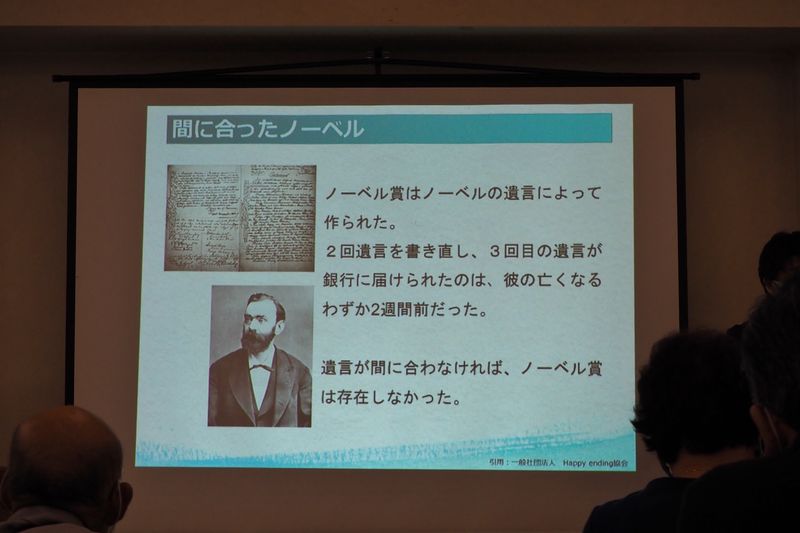 間に合ったノーベル
ノーベル賞はノーベルの遺言によって
作られた。
２回遺言を書き直し、３回目の遺言が
銀行に届けられたのは、彼の亡くなる
わずか2週間前だった。
遺言が間に合わなければ、ノーベル賞
は存在しなかった。
引用：一般社団法人　Happy ending協会